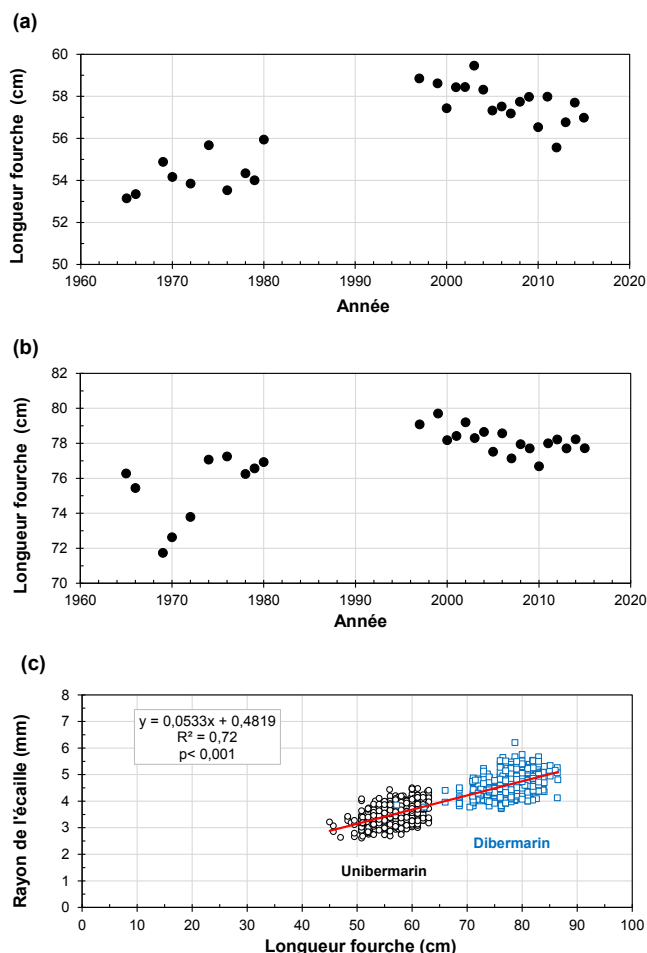 (a)
60
58
56
54
52
50
Longueur fourche (cm)
1960 1970 1980 1990 2000 2010 2020
Année
(b)
82
80
78
76
74
72
70
Longueur fourche (cm)
1960 1970 1980 1990 2000 2010 2020
Année
(c)
8
7
6
5
4
3
2
1
0
Rayon de l'écaille (mm)
y = 0,0533x + 0,4819
R² = 0,72
p< 0,001
Dibermarin
Unibermarin
0 10 20 30 40 50 60 70 80 90 100
Longueur fourche (cm)